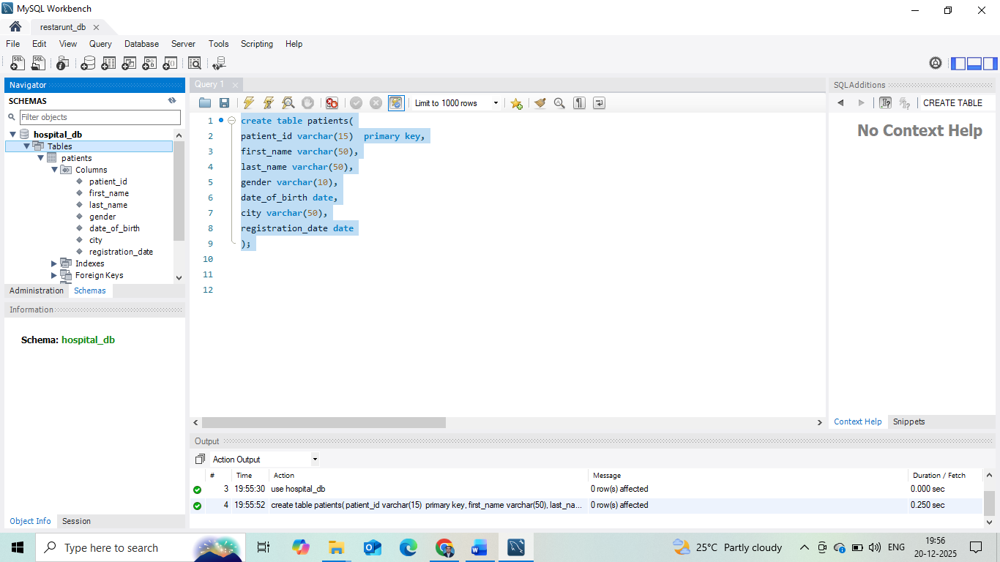 MySQL Workbench
restarunt_db
File Edit View Query Database Server Tools Scripting Help
Navigator
SCHEMAS
Filter objects
hospital_db
Tables
patients
Columns
patient_id
first_name
last_name
gender
date_of_birth
city
registration_date
Indexes
Foreign Keys
Administration Schemas
Information
Schema: hospital_db
Object Info Session
Query 1
Limit to 1000 rows
1 create table patients(
2 patient_id varchar(15)  primary key,
3 first_name varchar(50),
4 last_name varchar(50),
5 gender varchar(10),
6 date_of_birth date,
7 city varchar(50),
8 registration_date date
9 );
10
11
12
SQLAdditions
CREATE TABLE
No Context Help
Context Help Snippets
Output
Action Output
# Time Action Message Duration / Fetch
3 19:55:30 use hospital_db 0 row(s) affected 0.000 sec
4 19:55:52 create table patients( patient_id varchar(15)  primary key, first_name varchar(50), last_na... 0 row(s) affected 0.250 sec
Type here to search
25°C Partly cloudy
ENG
19:56
20-12-2025